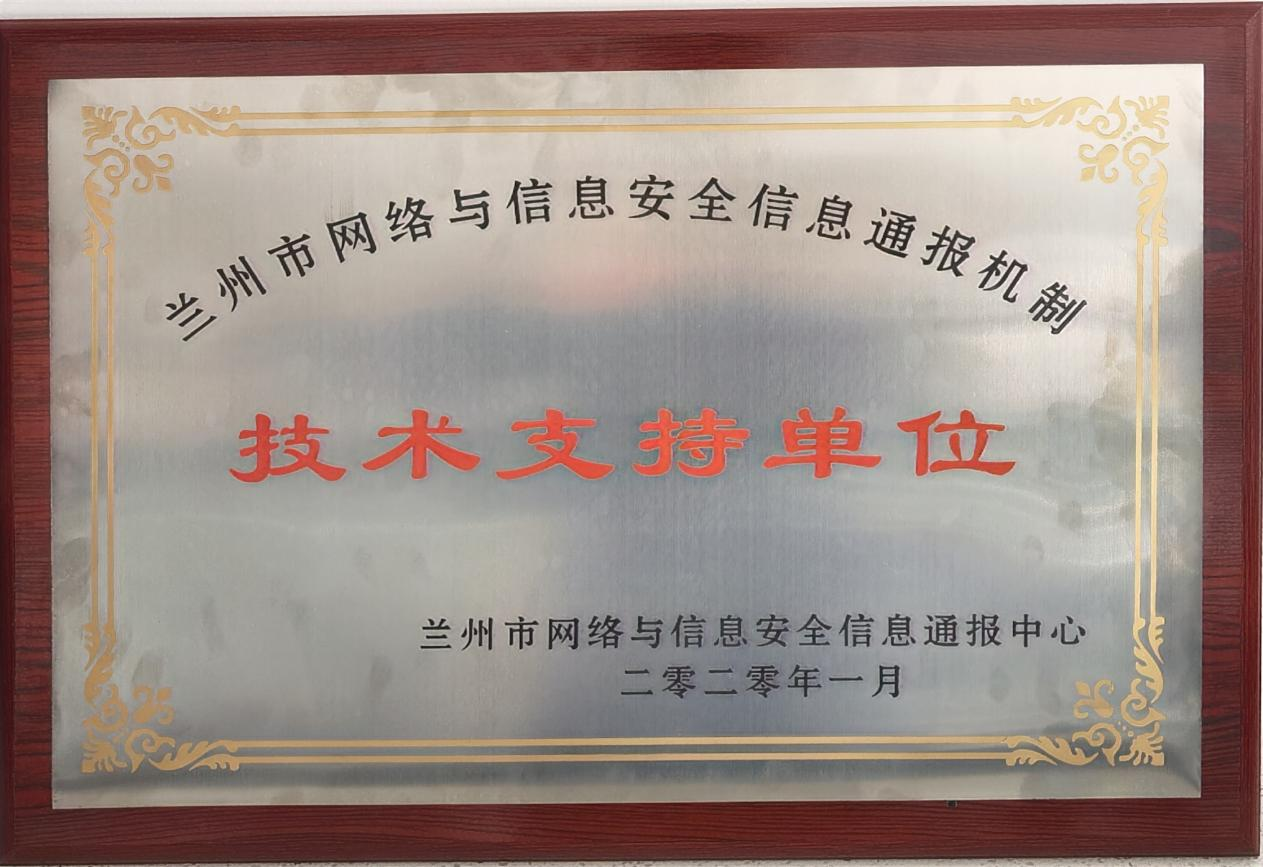 兰州市网络与信息安全信息通报机制
技术支持单位
兰州市网络与信息安全信息通报中心
二零二零年一月